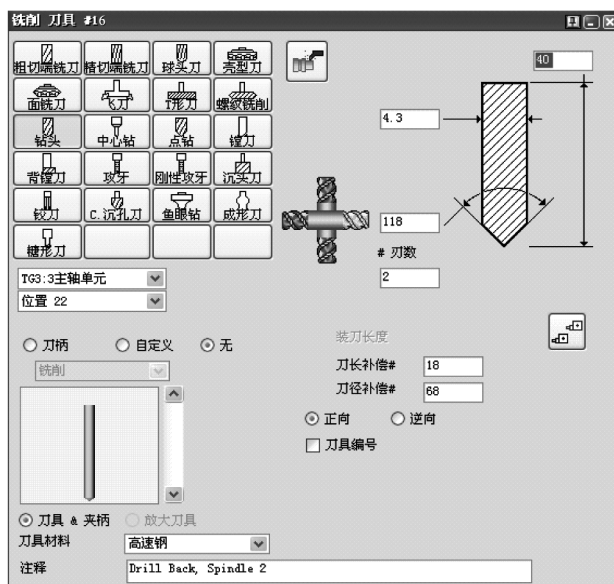 铣削 刀具 #16
粗切端铣刀 精切端铣刀 球头刀 壳型刀
面铣刀 飞刀 T形刀 螺纹铣削
钻头 中心钻 点钻 镗刀
背镗刀 攻牙 刚性攻牙 沉头刀
铰刀 C.沉孔刀 鱼眼钻 成形刀
糖形刀
40
4.3
118
# 刃数
2
TG3:3主轴单元
位置 22
刀柄 自定义 无
铣削
装刀长度
刀长补偿# 18
刀径补偿# 68
正向 逆向
刀具编号
刀具 & 夹柄 放大刀具
刀具材料 高速钢
注释 Drill Back, Spindle 2